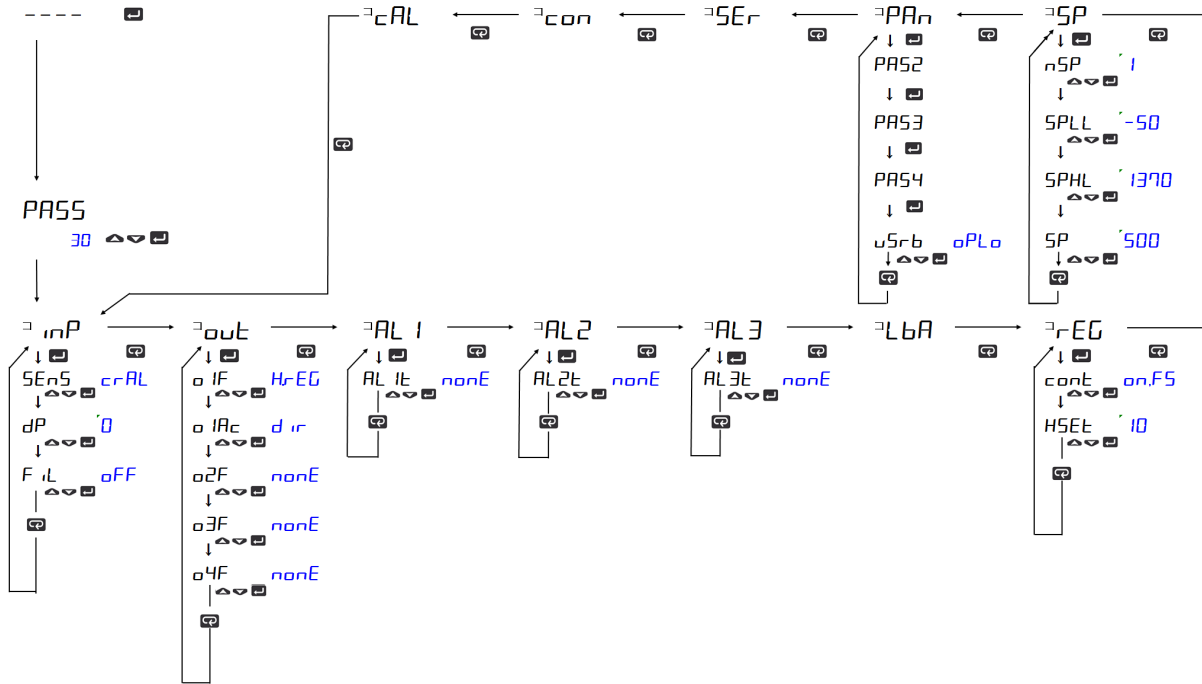 - - - -
⊐cAL
⊐con
⊐SEr
⊐PAn
⊐SP
PAS2
PAS3
PAS4
uSrb oPLo
nSP 1
SPLL -50
SPHL 1370
SP 500
PASS
30
⊐inP
⊐out
⊐AL1
⊐AL2
⊐AL3
⊐LbA
⊐rEG
SEnS crAL
dP 0
FiL oFF
o1F HrEG
o1Ac dir
o2F nonE
o3F nonE
o4F nonE
AL1t nonE
AL2t nonE
AL3t nonE
cont on.FS
HSEt 10